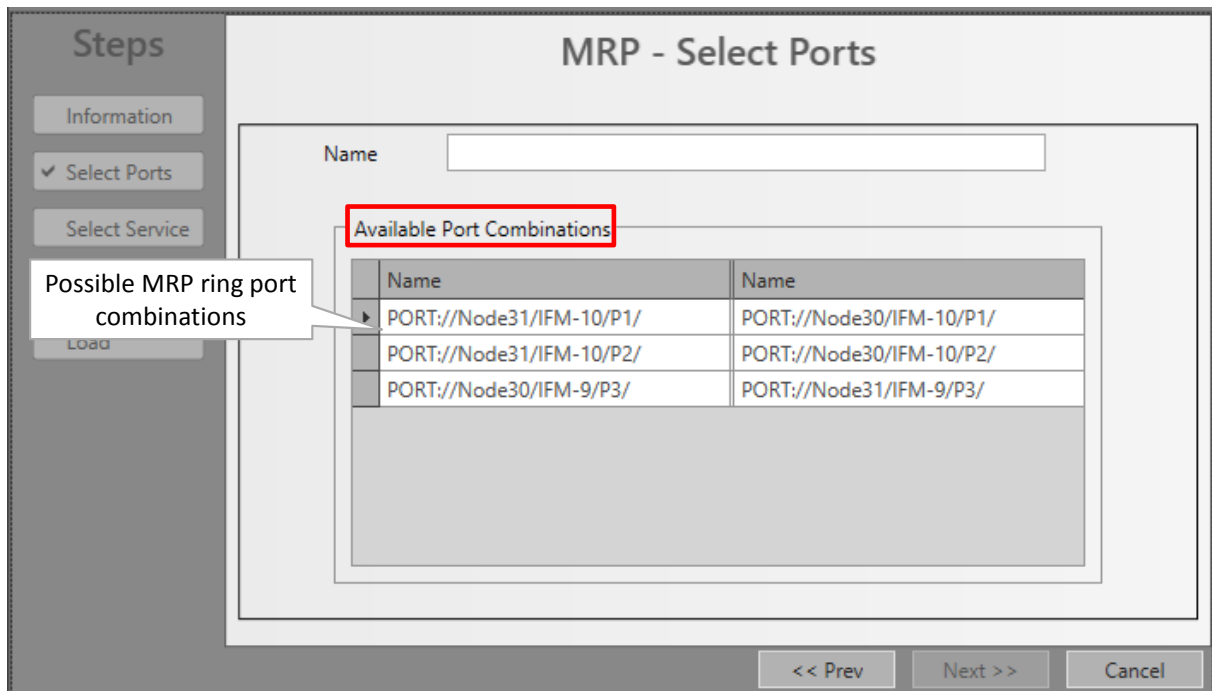 Steps
Information
✔ Select Ports
Select Service
Load
MRP - Select Ports
Name
Available Port Combinations
Name Name
PORT://Node31/IFM-10/P1/ PORT://Node30/IFM-10/P1/
PORT://Node31/IFM-10/P2/ PORT://Node30/IFM-10/P2/
PORT://Node30/IFM-9/P3/ PORT://Node31/IFM-9/P3/
Possible MRP ring port
combinations
<< Prev Next >> Cancel